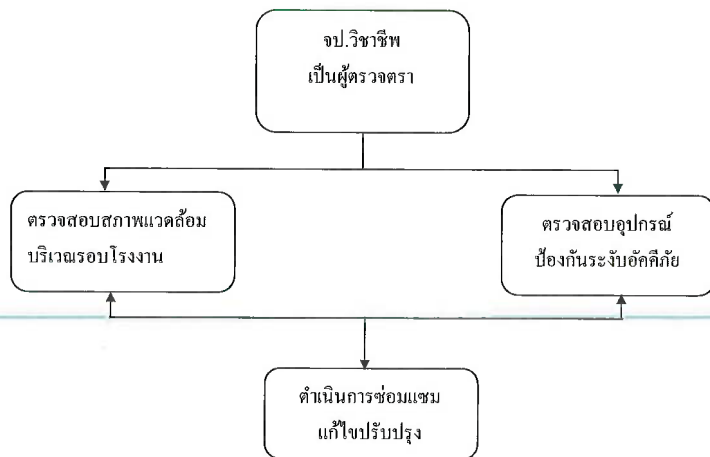 จป.วิชาชีพ
เป็นผู้ตรวจตรา
ตรวจสอบสภาพแวดล้อม
บริเวณรอบโรงงาน
ตรวจสอบอุปกรณ์
ป้องกันระงับอัคคีภัย
ดำเนินการซ่อมแซม
แก้ไขปรับปรุง